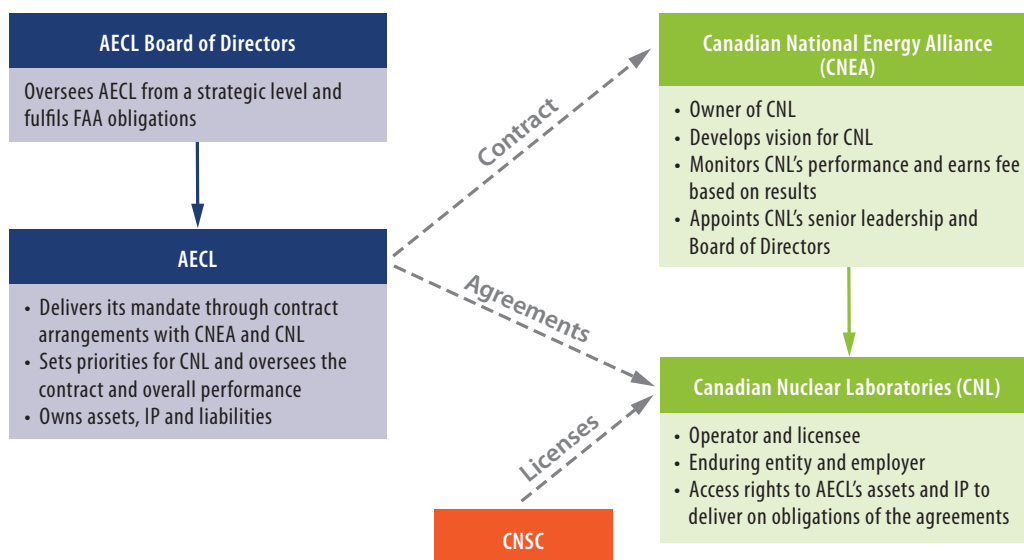 AECL Board of Directors
Oversees AECL from a strategic level and
fulfils FAA obligations
AECL
• Delivers its mandate through contract
arrangements with CNEA and CNL
• Sets priorities for CNL and oversees the
contract and overall performance
• Owns assets, IP and liabilities
Contract
Agreements
Licenses
CNSC
Canadian National Energy Alliance
(CNEA)
• Owner of CNL
• Develops vision for CNL
• Monitors CNL’s performance and earns fee
based on results
• Appoints CNL’s senior leadership and
Board of Directors
Canadian Nuclear Laboratories (CNL)
• Operator and licensee
• Enduring entity and employer
• Access rights to AECL’s assets and IP to
deliver on obligations of the agreements